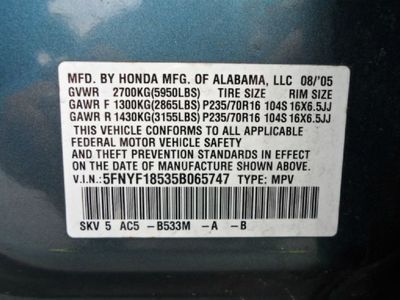 MFD. BY HONDA MFG. OF ALABAMA, LLC 08/'05
GVWR 2700KG(5950LBS) TIRE SIZE RIM SIZE
GAWR F 1300KG(2865LBS) P235/70R16 104S 16X6.5JJ
GAWR R 1430KG(3155LBS) P235/70R16 104S 16X6.5JJ
THIS VEHICLE CONFORMS TO ALL APPLICABLE
FEDERAL MOTOR VEHICLE SAFETY
THEFT PREVENTION STANDARDS IN EFFECT ON THE
DATE OF MANUFACTURE SHOWN ABOVE.
V.I.N.: 5FNYF18535B065747 TYPE: MPV
SKV 5 AC5 -B533M -A -B